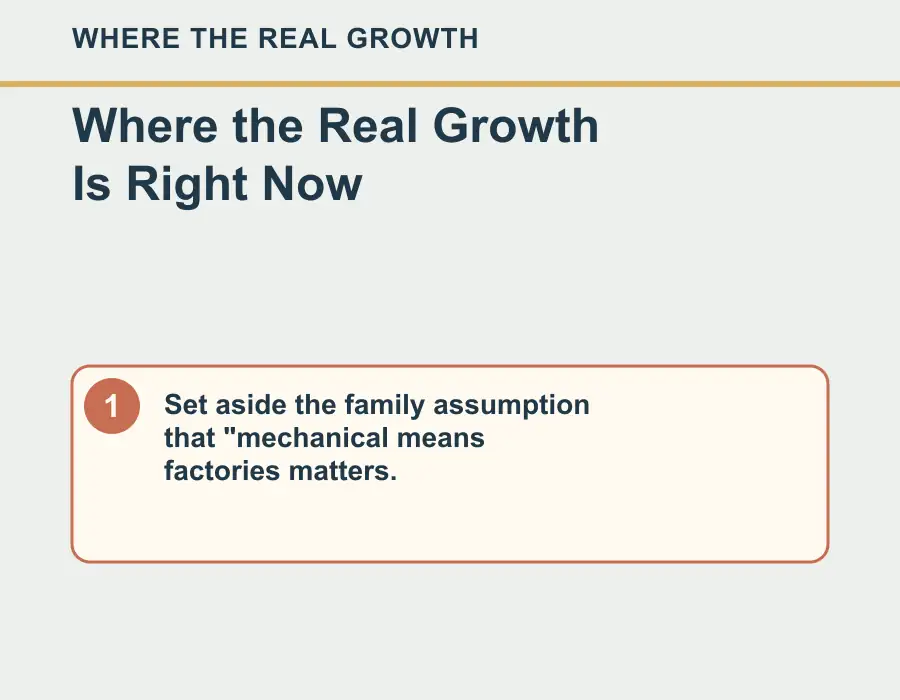 WHERE THE REAL GROWTH
Where the Real Growth
Is Right Now
1
Set aside the family assumption
that "mechanical means
factories matters.